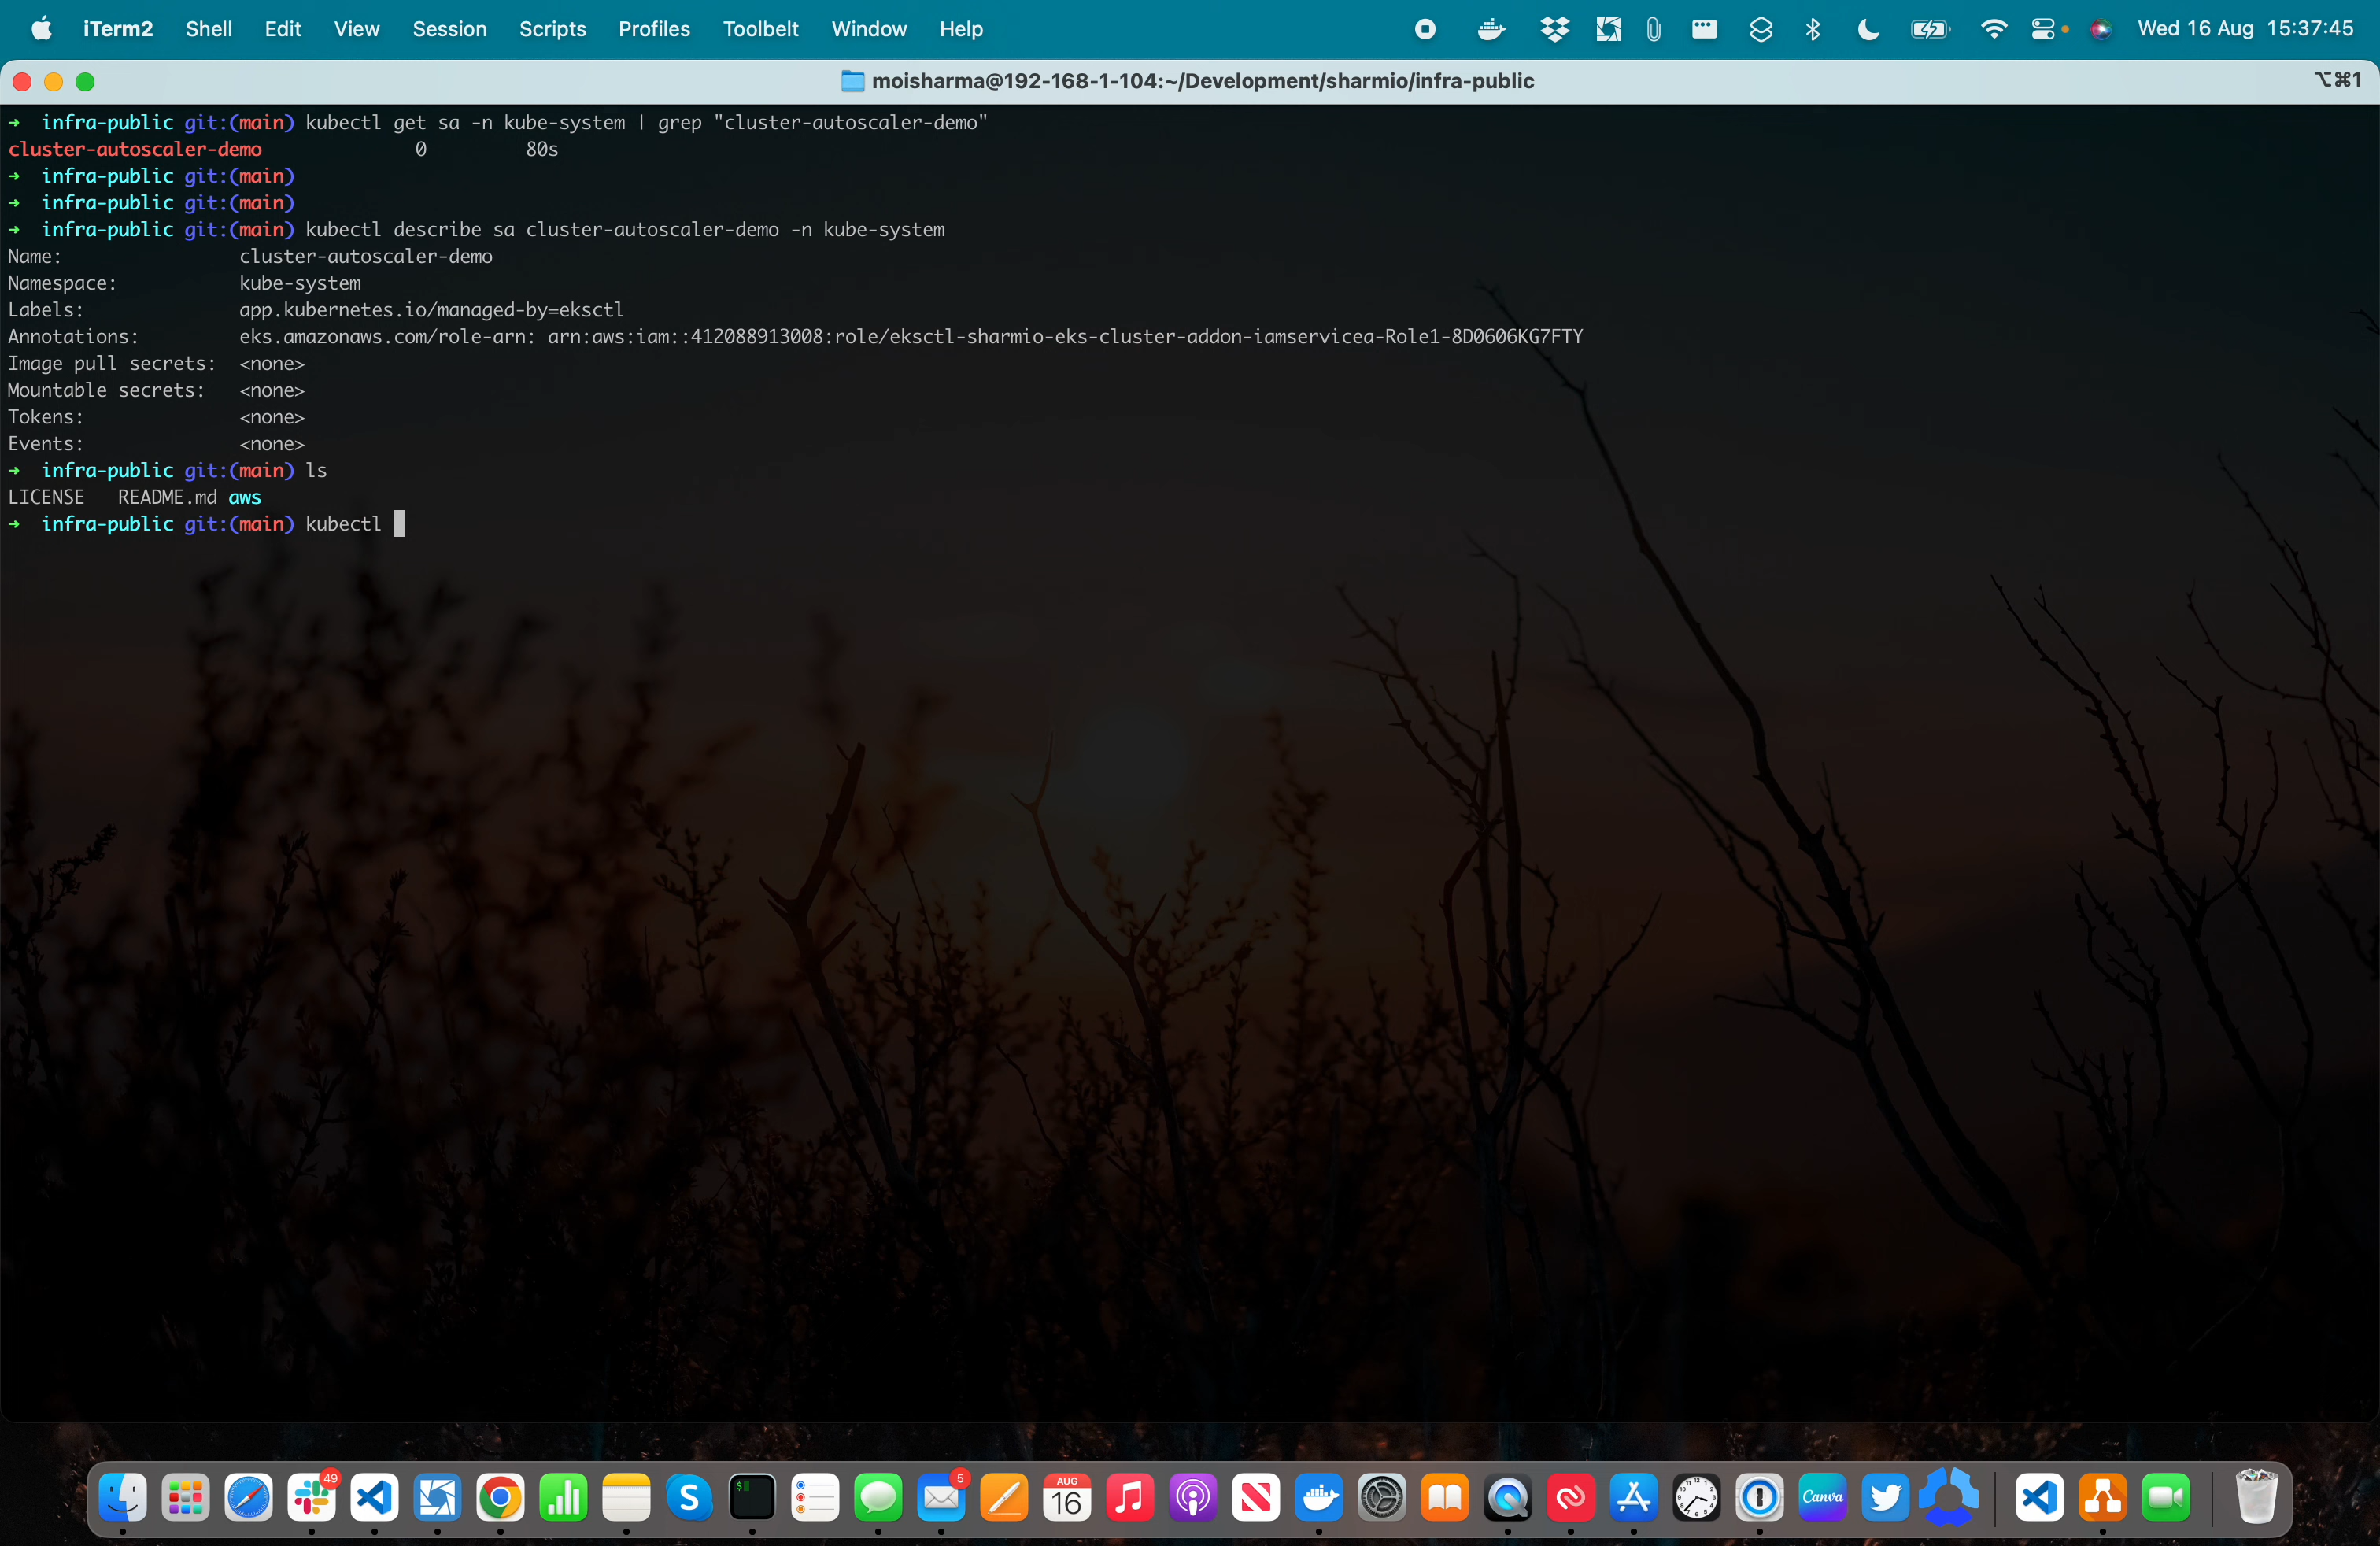 iTerm2 Shell Edit View Session Scripts Profiles Toolbelt Window Help Wed 16 Aug 15:37:45
moisharma@192-168-1-104:~/Development/sharmio/infra-public ⌥⌘1
➜ infra-public git:(main) kubectl get sa -n kube-system | grep "cluster-autoscaler-demo"
cluster-autoscaler-demo 0 80s
➜ infra-public git:(main)
➜ infra-public git:(main)
➜ infra-public git:(main) kubectl describe sa cluster-autoscaler-demo -n kube-system
Name: cluster-autoscaler-demo
Namespace: kube-system
Labels: app.kubernetes.io/managed-by=eksctl
Annotations: eks.amazonaws.com/role-arn: arn:aws:iam::412088913008:role/eksctl-sharmio-eks-cluster-addon-iamservicea-Role1-8D0606KG7FTY
Image pull secrets: <none>
Mountable secrets: <none>
Tokens: <none>
Events: <none>
➜ infra-public git:(main) ls
LICENSE README.md aws
➜ infra-public git:(main) kubectl
49 5 AUG 16 Canva